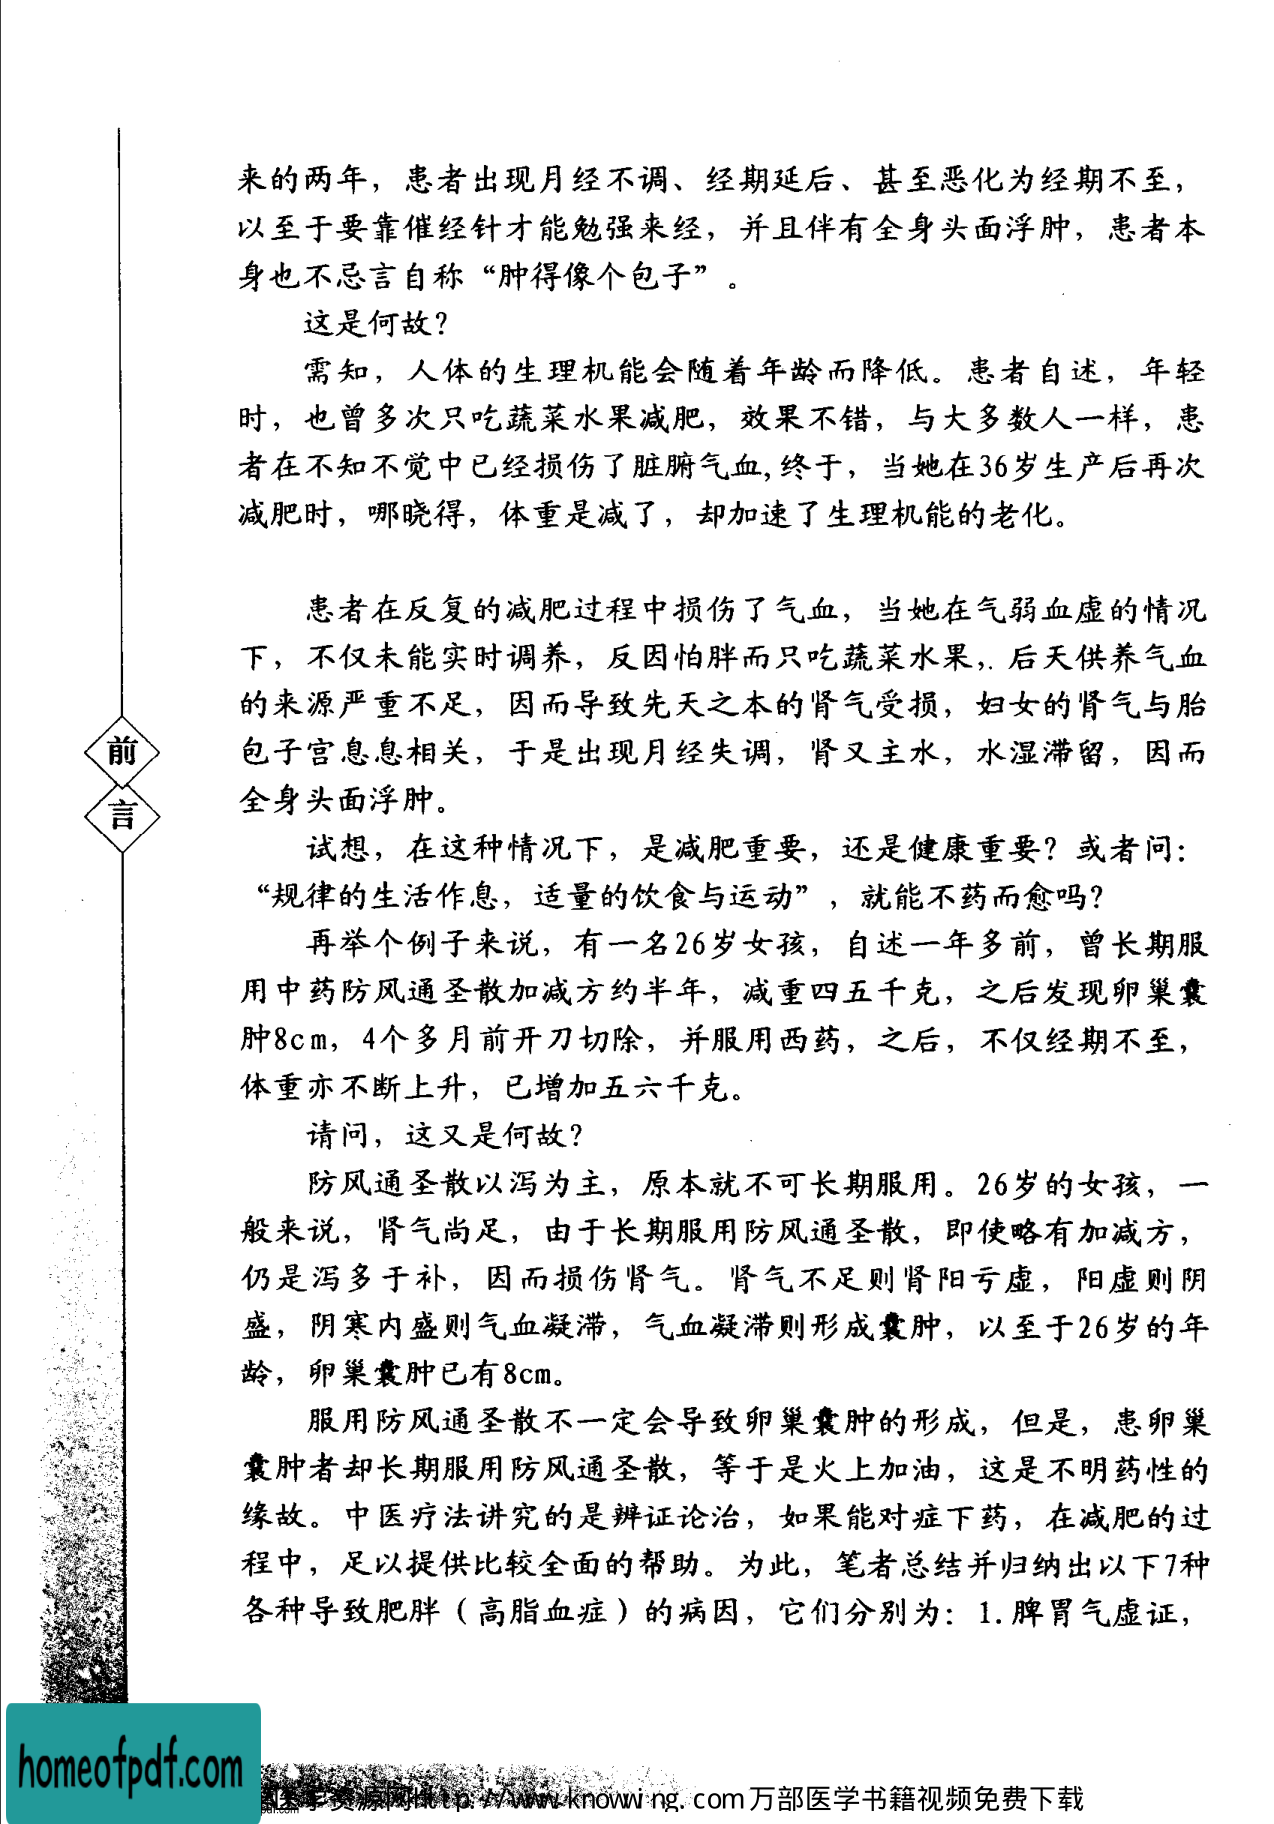 来的两年，患者出现月经不调、经期延后、甚至恶化为经期不至，
以至于要靠催经针才能勉强来经，并且伴有全身头面浮肿，患者本
身也不忌言自称“肿得像个包子”。
这是何故？
需知，人体的生理机能会随着年龄而降低。患者自述，年轻
时，也曾多次只吃蔬菜水果减肥，效果不错，与大多数人一样，患
者在不知不觉中已经损伤了脏腑气血,终于，当她在36岁生产后再次
减肥时，哪晓得，体重是减了，却加速了生理机能的老化。
患者在反复的减肥过程中损伤了气血，当她在气弱血虚的情况
下，不仅未能实时调养，反因怕胖而只吃蔬菜水果，后天供养气血
的来源严重不足，因而导致先天之本的肾气受损，妇女的肾气与胎
包子宫息息相关，于是出现月经失调，肾又主水，水湿滞留，因而
全身头面浮肿。
试想，在这种情况下，是减肥重要，还是健康重要？或者问：
“规律的生活作息，适量的饮食与运动”，就能不药而愈吗？
再举个例子来说，有一名26岁女孩，自述一年多前，曾长期服
用中药防风通圣散加减方约半年，减重四五千克，之后发现卵巢囊
肿8cm，4个多月前开刀切除，并服用西药，之后，不仅经期不至，
体重亦不断上升，已增加五六千克。
请问，这又是何故？
防风通圣散以泻为主，原本就不可长期服用。26岁的女孩，一
般来说，肾气尚足，由于长期服用防风通圣散，即使略有加减方，
仍是泻多于补，因而损伤肾气。肾气不足则肾阳亏虚，阳虚则阴
盛，阴寒内盛则气血凝滞，气血凝滞则形成囊肿，以至于26岁的年
龄，卵巢囊肿已有8cm。
服用防风通圣散不一定会导致卵巢囊肿的形成，但是，患卵巢
囊肿者却长期服用防风通圣散，等于是火上加油，这是不明药性的
缘故。中医疗法讲究的是辨证论治，如果能对症下药，在减肥的过
程中，足以提供比较全面的帮助。为此，笔者总结并归纳出以下7种
各种导致肥胖（高脂血症）的病因，它们分别为：1.脾胃气虚证，
前
言
homeofpdf.com
医学资源网http://www.knowwing.com万部医学书籍视频免费下载